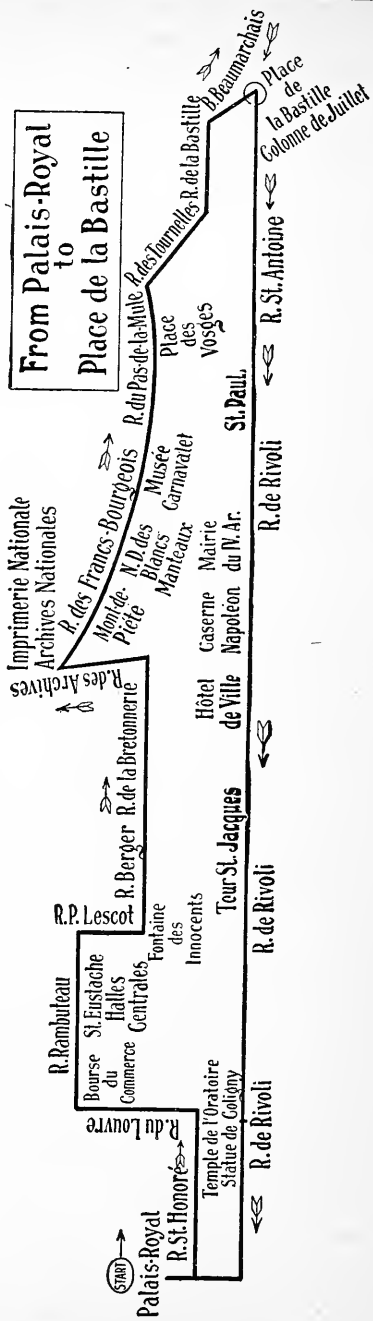 From Palais-Royal
to
Place de la Bastille
START
Palais-Royal
R.St.Honoré
R.du Louvre
Bourse
du
Commerce
R.Rambuteau
St.Eustache
Halles
Centrales
R.P.Lescot
Fontaine
des
Innocents
R.Berger
R.de la Bretonnerie
R.des Archives
Imprimerie Nationale
Archives Nationales
R.des Francs-Bourgeois
Mont-de-
Piété
N.D.des
Blancs
Manteaux
Musée
Carnavalet
R.du Pas-de-la-Mule
Place
des
Vosges
R.des Tournelles
R.de la Bastille
B.Beaumarchais
Place
de
la Bastille
Colonne de Juillet
R.St.Antoine
St.Paul.
R.de Rivoli
Mairie
du IV.Ar.
Caserne
Napoléon
Hôtel
de Ville
Tour St.Jacques
R.de Rivoli
Temple de l'Oratoire
Statue de Coligny
R.de Rivoli